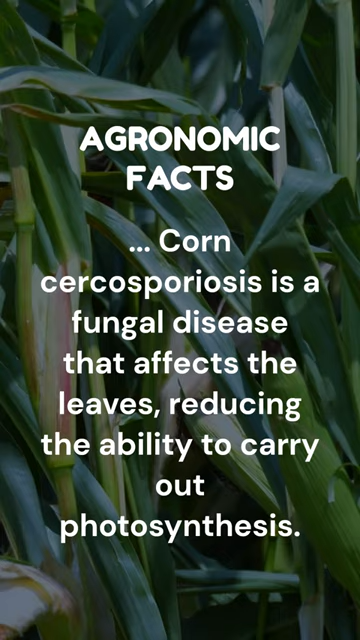 AGRONOMIC
FACTS
... Corn
cercosporiosis is a
fungal disease
that affects the
leaves, reducing
the ability to carry
out
photosynthesis.